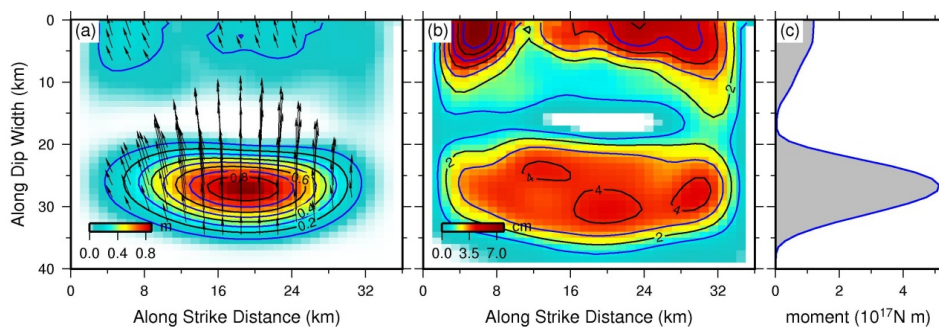 (a)
(b)
(c)
0
10
20
30
40
Along Dip Width (km)
0.8
0.6
0.4
0.2
m
0.0 0.4 0.8
2
2
2
4
4
4
cm
0.0 3.5 7.0
0 8 16 24 32
Along Strike Distance (km)
0 8 16 24 32
Along Strike Distance (km)
0 1 2 3 4 5
moment (10¹⁷N m)